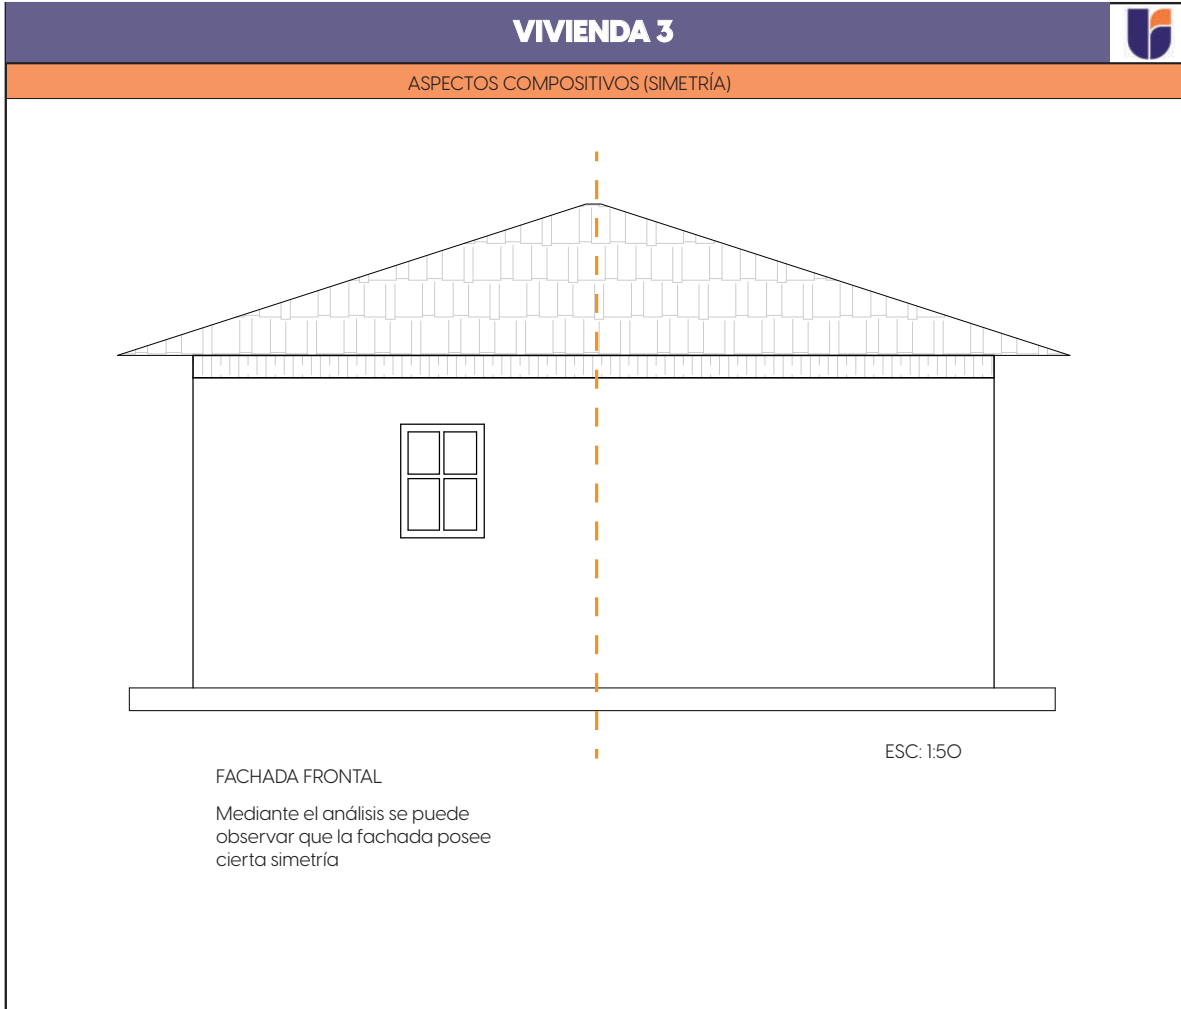 VIVIENDA 3
ASPECTOS COMPOSITIVOS (SIMETRÍA)
ESC: 1:50
FACHADA FRONTAL
Mediante el análisis se puede
observar que la fachada posee
cierta simetría